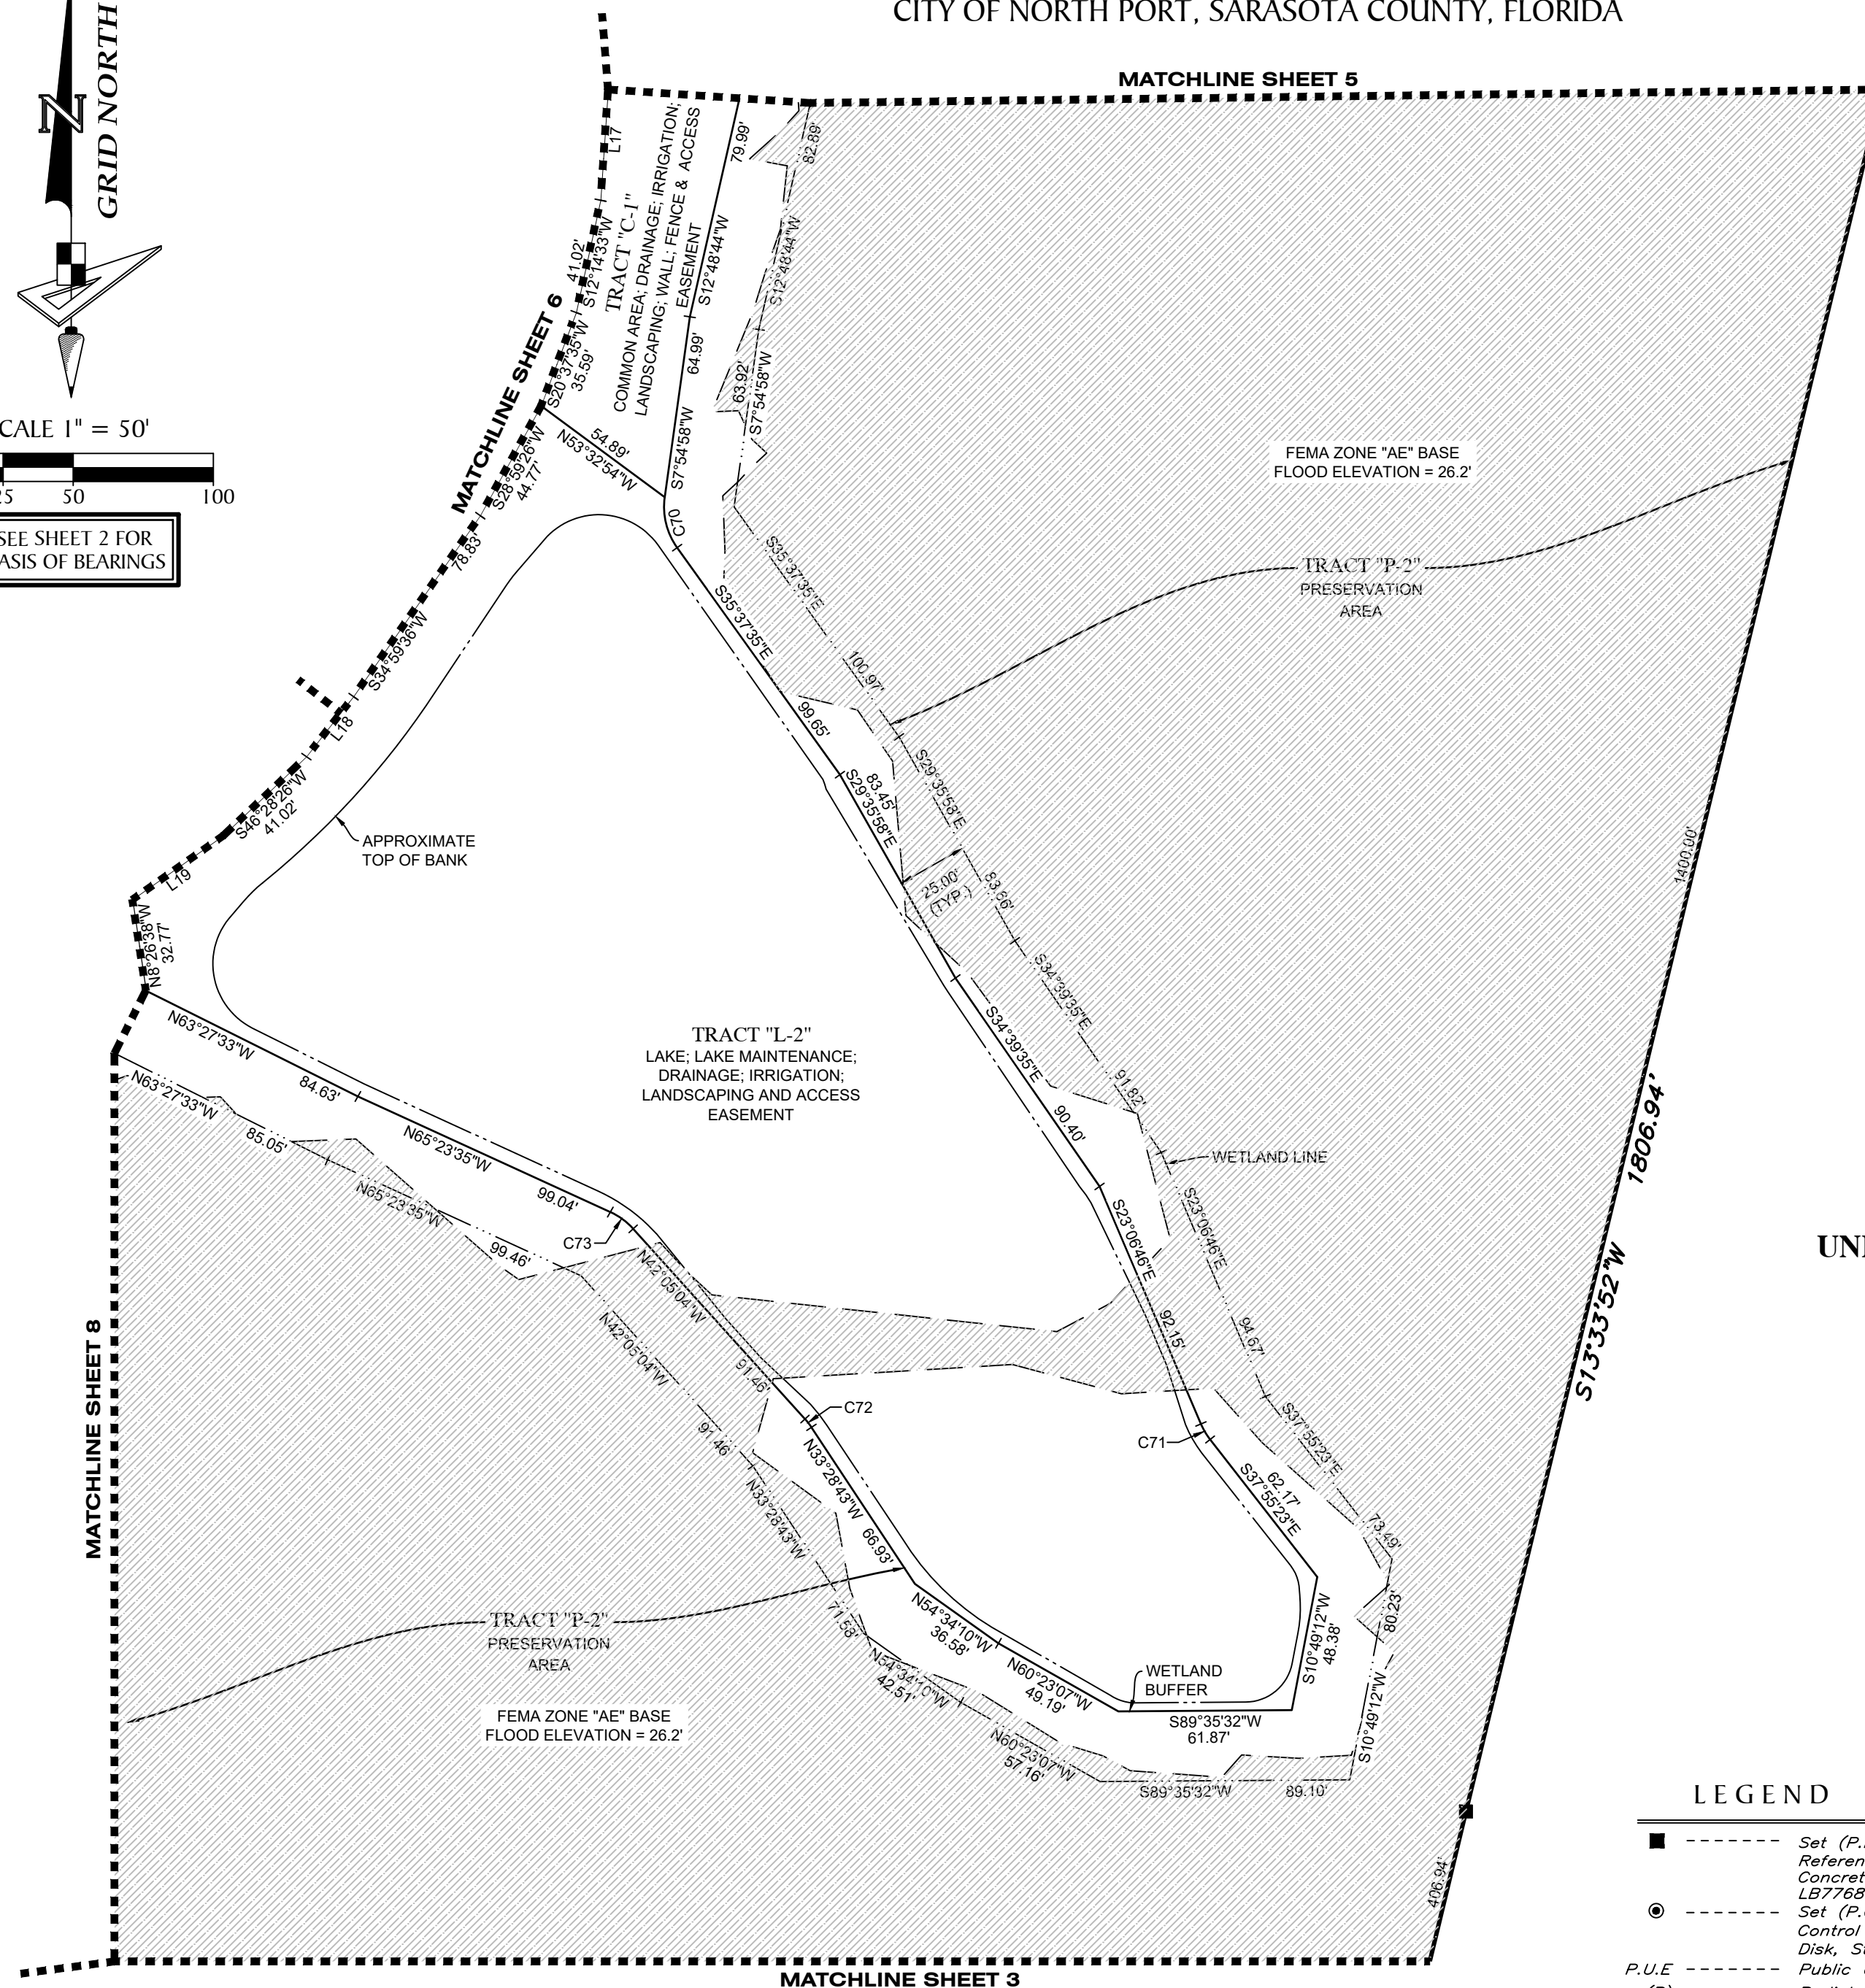 CITY OF NORTH PORT, SARASOTA COUNTY, FLORIDA
MATCHLINE SHEET 5
N
GRID NORTH
CALE 1" = 50'
25 50 100
SEE SHEET 2 FOR
ASIS OF BEARINGS
MATCHLINE SHEET 6
L17
S12°14'33"W
41.02'
S20°37'35"W
35.59'
S28°59'26"W
44.77'
78.83'
S34°59'36"W
L18
S46°28'26"W
41.02'
L19
N8°26'38"W
32.77'
TRACT "C-1"
COMMON AREA; DRAINAGE; IRRIGATION;
LANDSCAPING; WALL; FENCE & ACCESS
EASEMENT
79.99'
S12°48'44"W
82.89'
S12°48'44"W
64.99'
S7°54'58"W
63.92'
S7°54'58"W
54.89'
N53°32'54"W
C70
FEMA ZONE "AE" BASE
FLOOD ELEVATION = 26.2'
TRACT "P-2"
PRESERVATION
AREA
S35°37'35"E
100.97'
S35°37'35"E
99.65'
S29°35'58"E
83.66'
83.45'
S29°35'58"E
25.00'
(TYP.)
S34°39'35"E
91.82'
S34°39'35"E
90.40'
APPROXIMATE
TOP OF BANK
TRACT "L-2"
LAKE; LAKE MAINTENANCE;
DRAINAGE; IRRIGATION;
LANDSCAPING AND ACCESS
EASEMENT
WETLAND LINE
S23°06'46"E
94.67'
S23°06'46"E
92.15'
N63°27'33"W
84.63'
N63°27'33"W
85.05'
N65°23'35"W
99.04'
N65°23'35"W
99.46'
C73
N42°05'04"W
91.46'
N42°05'04"W
91.46'
C72
C71
N33°28'43"W
66.93'
N33°28'43"W
71.58'
S37°55'23"E
73.49'
62.17'
S37°55'23"E
S10°49'12"W
48.38'
80.23'
S10°49'12"W
N54°34'10"W
36.58'
N54°34'10"W
42.51'
N60°23'07"W
49.19'
N60°23'07"W
57.16'
WETLAND
BUFFER
S89°35'32"W
61.87'
S89°35'32"W 89.10'
TRACT "P-2"
PRESERVATION
AREA
FEMA ZONE "AE" BASE
FLOOD ELEVATION = 26.2'
1400.00'
S13°33'52"W 1806.94'
406.94'
UN
MATCHLINE SHEET 8
MATCHLINE SHEET 3
LEGEND
Set (P.
Referen
Concret
LB7768
Set (P.
Control
Disk, St
P.U.E Public